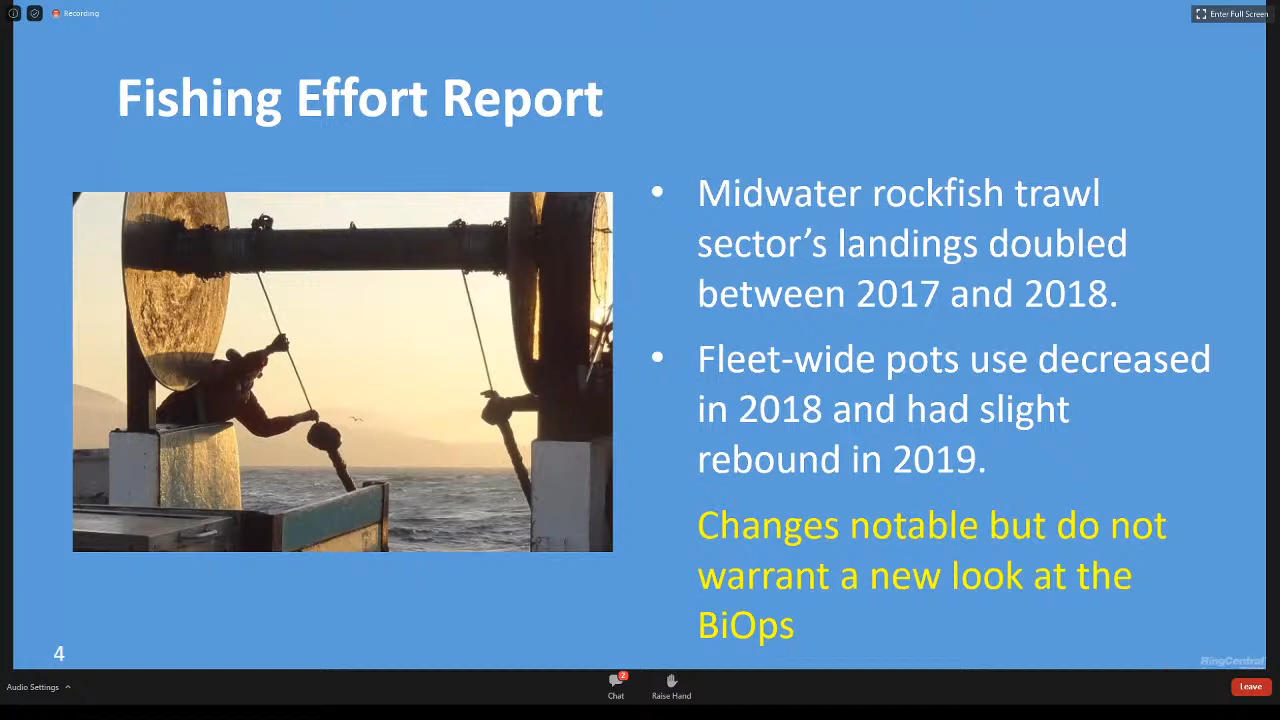 Recording
Enter Full Screen
Fishing Effort Report
• Midwater rockfish trawl
sector’s landings doubled
between 2017 and 2018.
• Fleet-wide pots use decreased
in 2018 and had slight
rebound in 2019.
Changes notable but do not
warrant a new look at the
BiOps
4
RingCentral
Audio Settings
2
Chat
Raise Hand
Leave